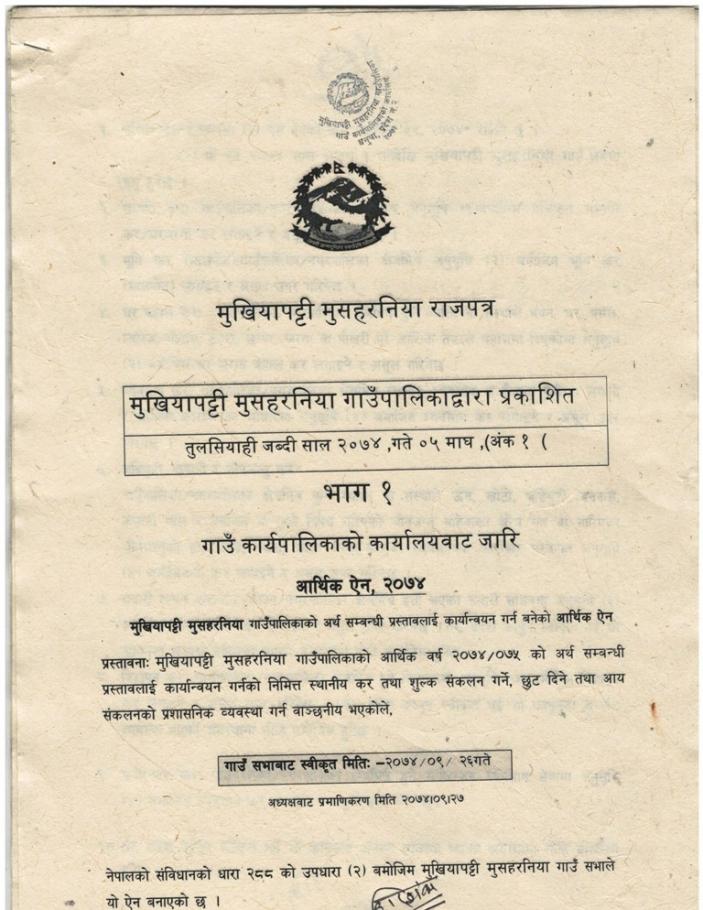 मुखियापट्टी मुसहरनिया राजपत्र
मुखियापट्टी मुसहरनिया गाउँपालिकाद्वारा प्रकाशित
तुलसियाही जब्दी साल २०७४ ,गते ०५ माघ ,(अंक १ (
भाग १
गाउँ कार्यपालिकाको कार्यालयवाट जारि
आर्थिक ऐन, २०७४
मुखियापट्टी मुसहरनिया गाउँपालिकाको अर्थ सम्बन्धी प्रस्तावलाई कार्यान्वयन गर्न बनेको आर्थिक ऐन
प्रस्तावनाः मुखियापट्टी मुसहरनिया गाउँपालिकाको आर्थिक वर्ष २०७४/०७५ को अर्थ सम्बन्धी
प्रस्तावलाई कार्यान्वयन गर्नको निमित्त स्थानीय कर तथा शुल्क संकलन गर्ने, छुट दिने तथा आय
संकलनको प्रशासनिक व्यवस्था गर्न वाञ्छनीय भएकोले,
गाउँ सभाबाट स्वीकृत मितिः -२०७४/०९/ २६गते
अध्यक्षबाट प्रमाणिकरण मिति २०७४।०९।२७
नेपालको संविधानको धारा २८८ को उपधारा (२) बमोजिम मुखियापट्टी मुसहरनिया गाउँ सभाले
यो ऐन बनाएको छ ।